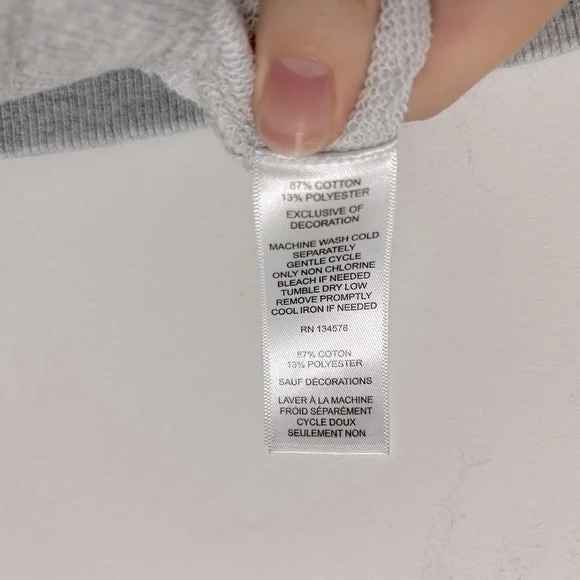 87% COTTON
13% POLYESTER
EXCLUSIVE OF
DECORATION
MACHINE WASH COLD
SEPARATELY
GENTLE CYCLE
ONLY NON CHLORINE
BLEACH IF NEEDED
TUMBLE DRY LOW
REMOVE PROMPTLY
COOL IRON IF NEEDED
RN 134578
87% COTON
13% POLYESTER
SAUF DÉCORATIONS
LAVER À LA MACHINE
FROID SÉPARÉMENT
CYCLE DOUX
SEULEMENT NON